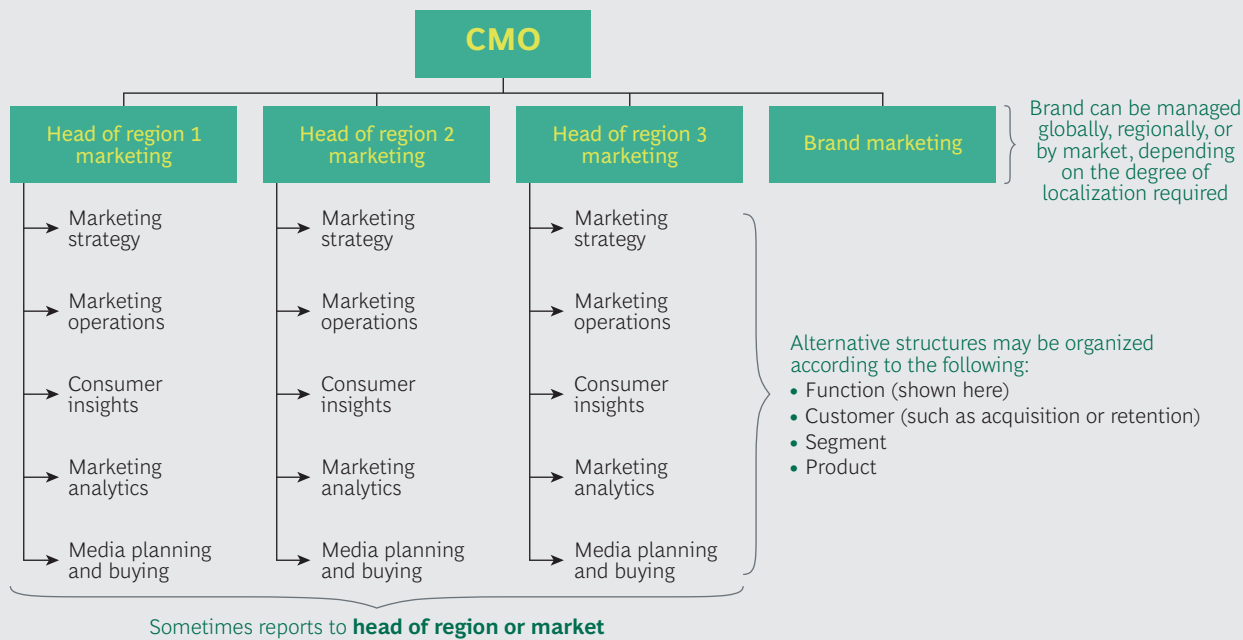 CMO
Head of region 1
marketing
Head of region 2
marketing
Head of region 3
marketing
Brand marketing
Brand can be managed
globally, regionally, or
by market, depending
on the degree of
localization required
Marketing
strategy
Marketing
operations
Consumer
insights
Marketing
analytics
Media planning
and buying
Marketing
strategy
Marketing
operations
Consumer
insights
Marketing
analytics
Media planning
and buying
Marketing
strategy
Marketing
operations
Consumer
insights
Marketing
analytics
Media planning
and buying
Alternative structures may be organized
according to the following:
• Function (shown here)
• Customer (such as acquisition or retention)
• Segment
• Product
Sometimes reports to head of region or market